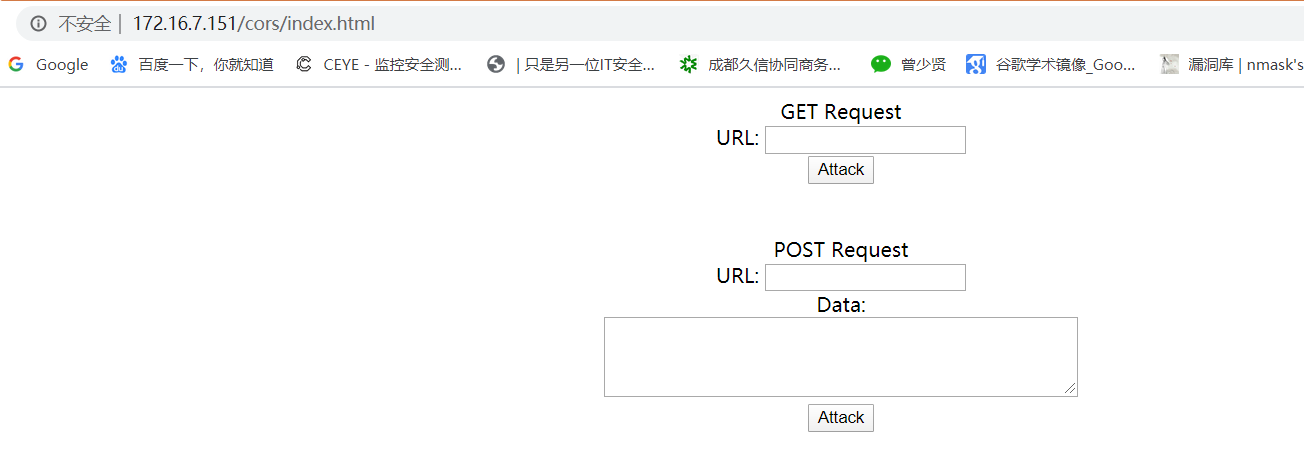 不安全 | 172.16.7.151/cors/index.html
Google 百度一下，你就知道 CEYE - 监控安全测... | 只是另一位IT安全... 成都久信协同商务... 曾少贤 谷歌学术镜像_Goo... 漏洞库 | nmask's
GET Request
URL:
Attack
POST Request
URL:
Data:
Attack